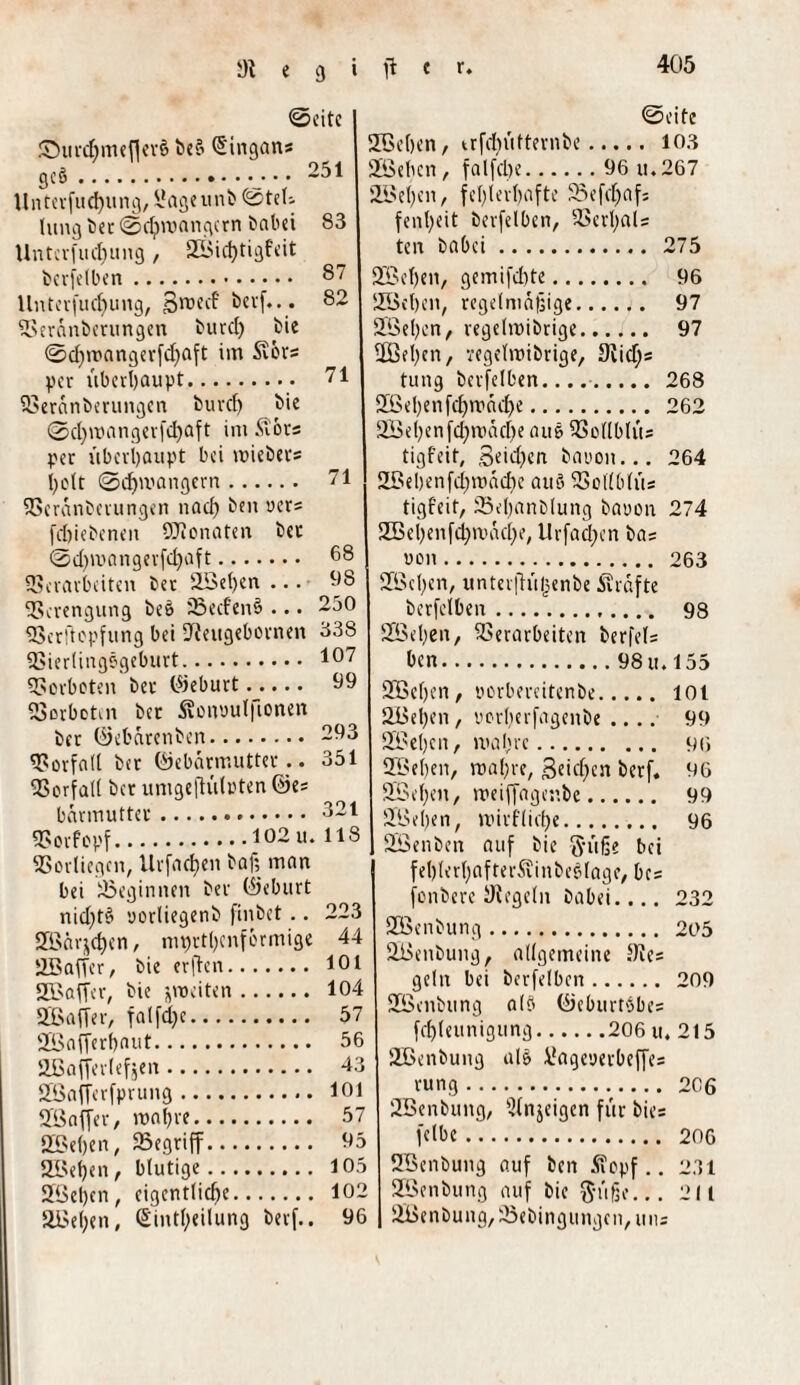 Register. 405
Seite
Durchmessers des Eingan=
ges ................ 251
Untersuchung, Lage und Stel=
lung der Schwangern dabei 83
Untersuchung, Wichtigkeit
derselben ............ 87
Untersuchung, Zweck ders... 82
Veränderungen durch die
Schwangerschaft im Kör=
per überhaupt.......... 71
Veränderungen durch die
Schwangerschaft im Kör=
per überhaupt bei wieder=
holt Schwangern ...... 71
Veränderungen nach den ver=
schiedenen Monaten der
Schwangerschaft........ 68
Verarbeiten der Wehen ... 98
Verengung des Beckens ... 250
Verstopfung bei Neugebornen 338
Vierlingsgeburt.......... 107
Vorboten der Geburt..... 99
Vorboten der Konvulsionen
der Gebärenden......... 293
Vorfall der Gebärmutter .. 351
Vorfall der umgestülpten Ge=
bärmutter ............ 321
Vorkopf...........102 u. 118
Vorliegen, Ursachen daß man
bei Beginnen der Geburt
nichts vorliegend findet .. 223
Wärzchen, myrthenförmige 44
Wasser, die ersten........ 101
Wasser, die zweiten ...... 104
Wasser, falsche.......... 57
Wasserhaut............. 56
Wasserlefzen ............ 43
Wassersprung ........... 101
Wasser, wahre........... 57
Wehen, Begriff.......... 95
Wehen, blutige.......... 105
Wehen, eigentliche........ 102
Wehen, Eintheilung ders.. 96
Seite
Wehen, erschütternde ..... 103
Wehen, falsche.......96 u. 267
Wehen, fehlerhafte Beschaf=
fenheit derselben, Verhal=
ten dabei ............. 275
Wehen, gemischte......... 96
Wehen, regelmäßige...... 97
Wehen, regelwidrige...... 97
Wehen, regelwidrige, Rich=
tung derselben.......... 268
Wehenschwäche........... 262
Wehenschwäche aus Vollblü=
tigkeit, Zeichen davon... 264
Wehenschwäche aus Vollblü=
tigkeit, Behandlung davon 274
Wehenschwäche, Ursachen da=
von .................. 263
Wehen, unterstützende Kräfte
derselben ............. 98
Wehen, Verarbeiten dersel=
ben...............98 u. 155
Wehen, vorbereitende..... 101
Wehen, vorhersagende .... 99
Wehen, wahre........... 96
Wehen, wahre, Zeichen ders. 96
Wehen, weissagende...... 99
Wehen, wirkliche......... 96
Wenden auf die Füße bei
fehlerhafter Kindeslage, be=
sondere Regeln dabei.... 232
Wendung............... 205
Wendung, allgemeine Re=
geln bei derselben....... 209
Wendung als Geburtsbe=
schleunigung......206 u. 215
Wendung als Lageverbesse=
rung ................. 206
Wendung, Anzeigen für die=
selbe ................. 206
Wendung auf den Kopf.. 231
Wendung auf die Füße... 211
Wendung, Bedingungen, un=